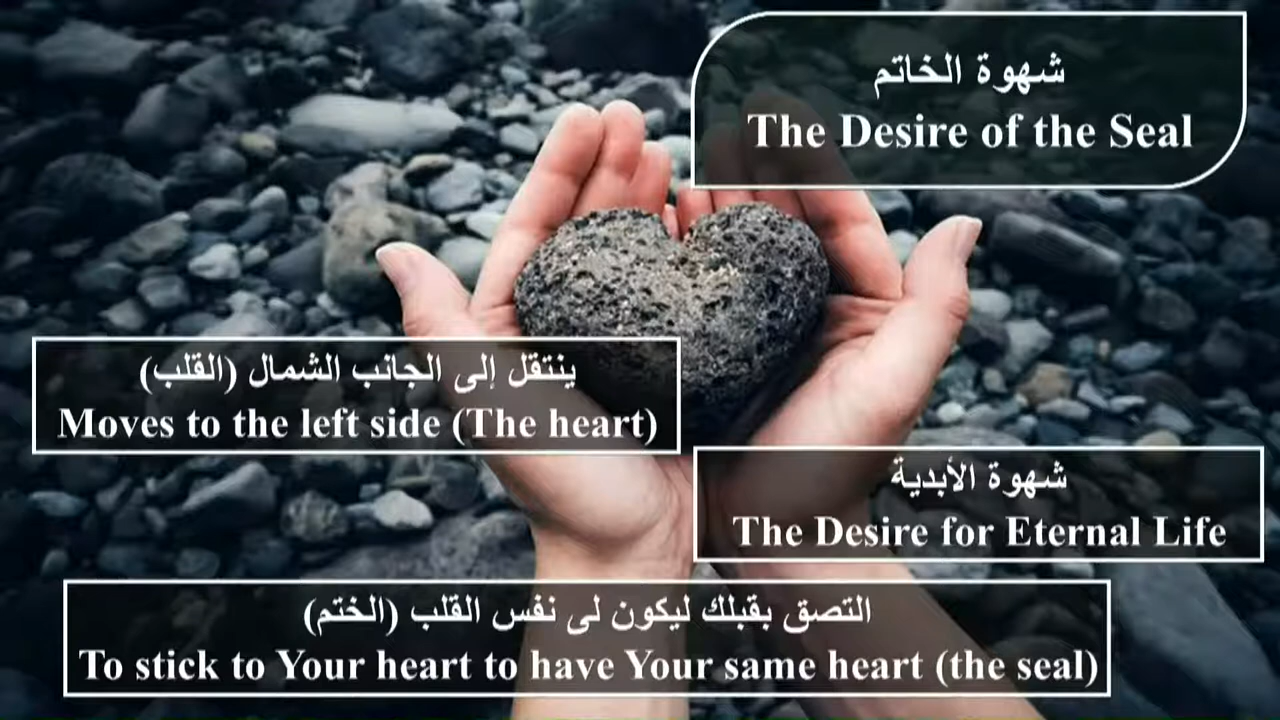 شهوة الخاتم
The Desire of the Seal
ينتقل إلى الجانب الشمال (القلب)
Moves to the left side (The heart)
شهوة الأبدية
The Desire for Eternal Life
التصق بقبلك ليكون لى نفس القلب (الختم)
To stick to Your heart to have Your same heart (the seal)